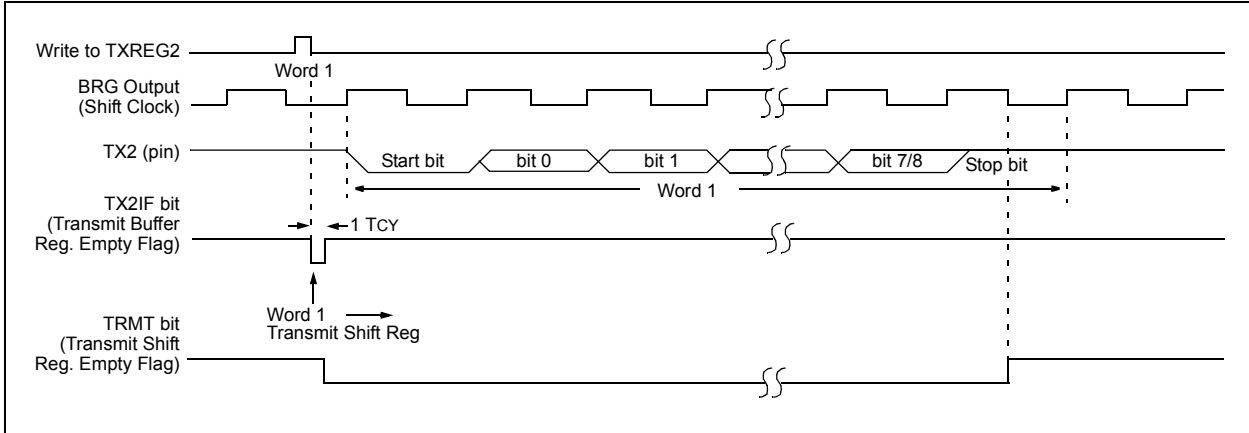 Write to TXREG2
Word 1
BRG Output
(Shift Clock)
TX2 (pin)
Start bit
bit 0
bit 1
bit 7/8
Stop bit
Word 1
TX2IF bit
(Transmit Buffer
Reg. Empty Flag)
1 TCY
Word 1
Transmit Shift Reg
TRMT bit
(Transmit Shift
Reg. Empty Flag)